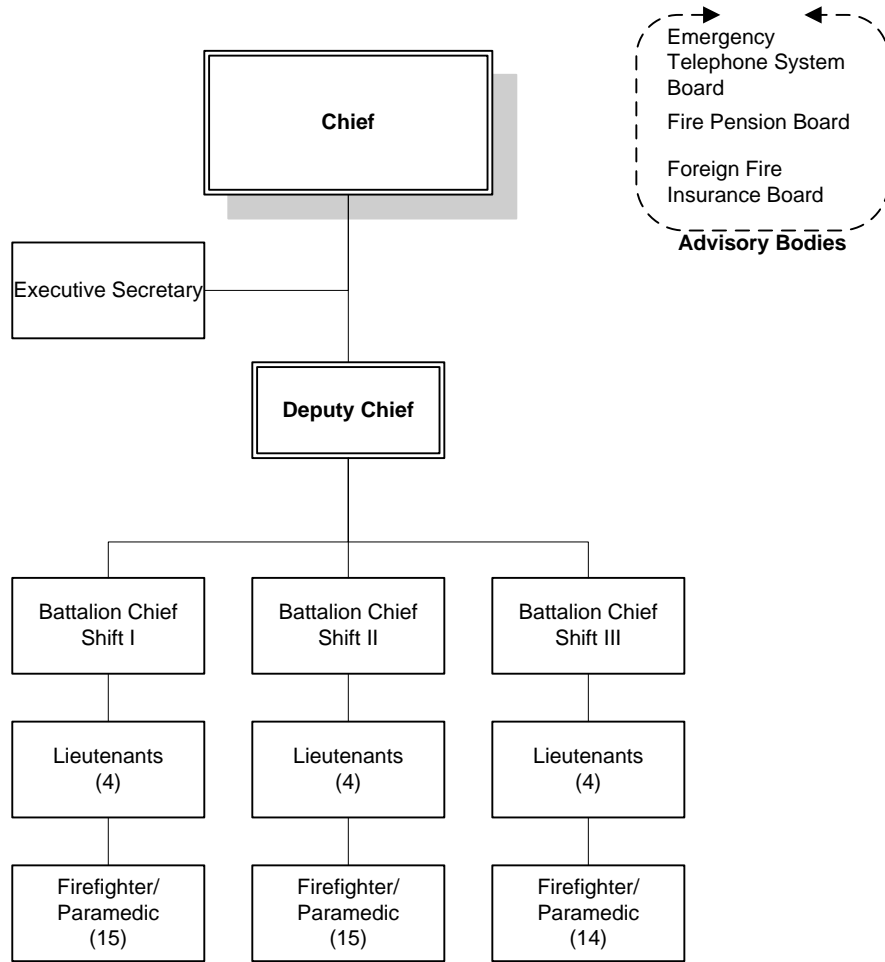 Emergency
Telephone System
Board
Fire Pension Board
Foreign Fire
Insurance Board
Advisory Bodies
Chief
Executive Secretary
Deputy Chief
Battalion Chief
Shift I
Battalion Chief
Shift II
Battalion Chief
Shift III
Lieutenants
(4)
Lieutenants
(4)
Lieutenants
(4)
Firefighter/
Paramedic
(15)
Firefighter/
Paramedic
(15)
Firefighter/
Paramedic
(14)